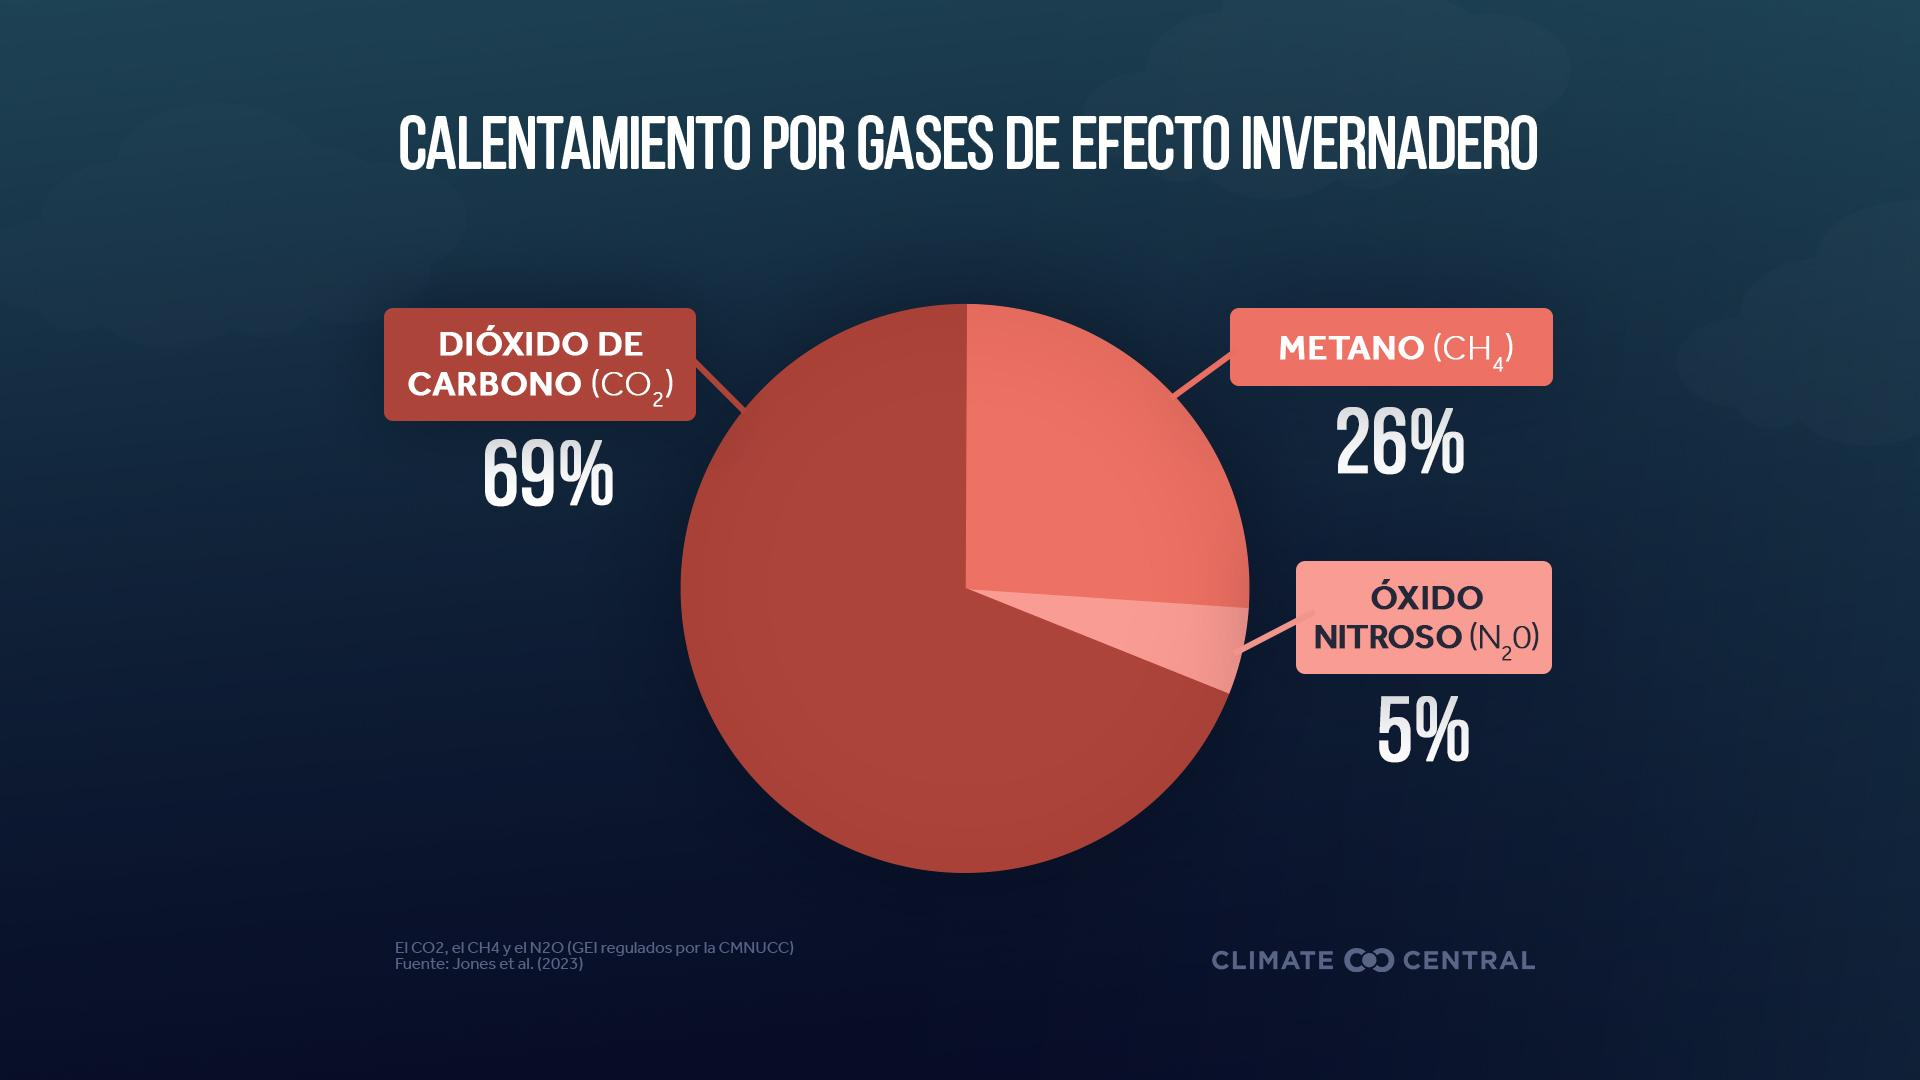 CALENTAMIENTO POR GASES DE EFECTO INVERNADERO
DIÓXIDO DE
CARBONO (CO₂)
69%
METANO (CH₄)
26%
ÓXIDO
NITROSO (N₂0)
5%
El CO2, el CH4 y el N2O (GEI regulados por la CMNUCC)
Fuente: Jones et al. (2023)
CLIMATE CENTRAL